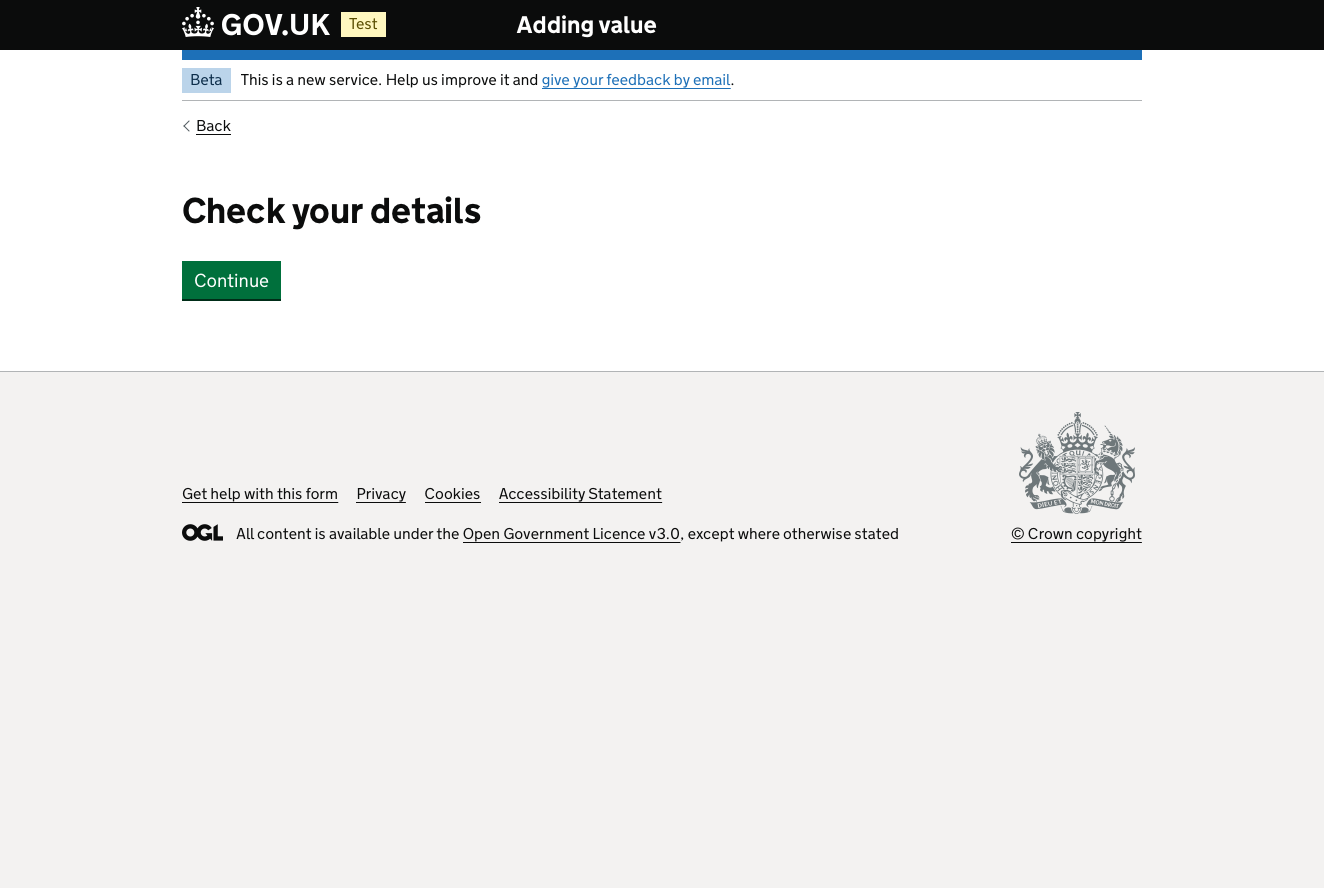 GOV.UK Test Adding value
Beta This is a new service. Help us improve it and give your feedback by email.
Back
Check your details
Continue
Get help with this form Privacy Cookies Accessibility Statement
OGL All content is available under the Open Government Licence v3.0, except where otherwise stated
© Crown copyright